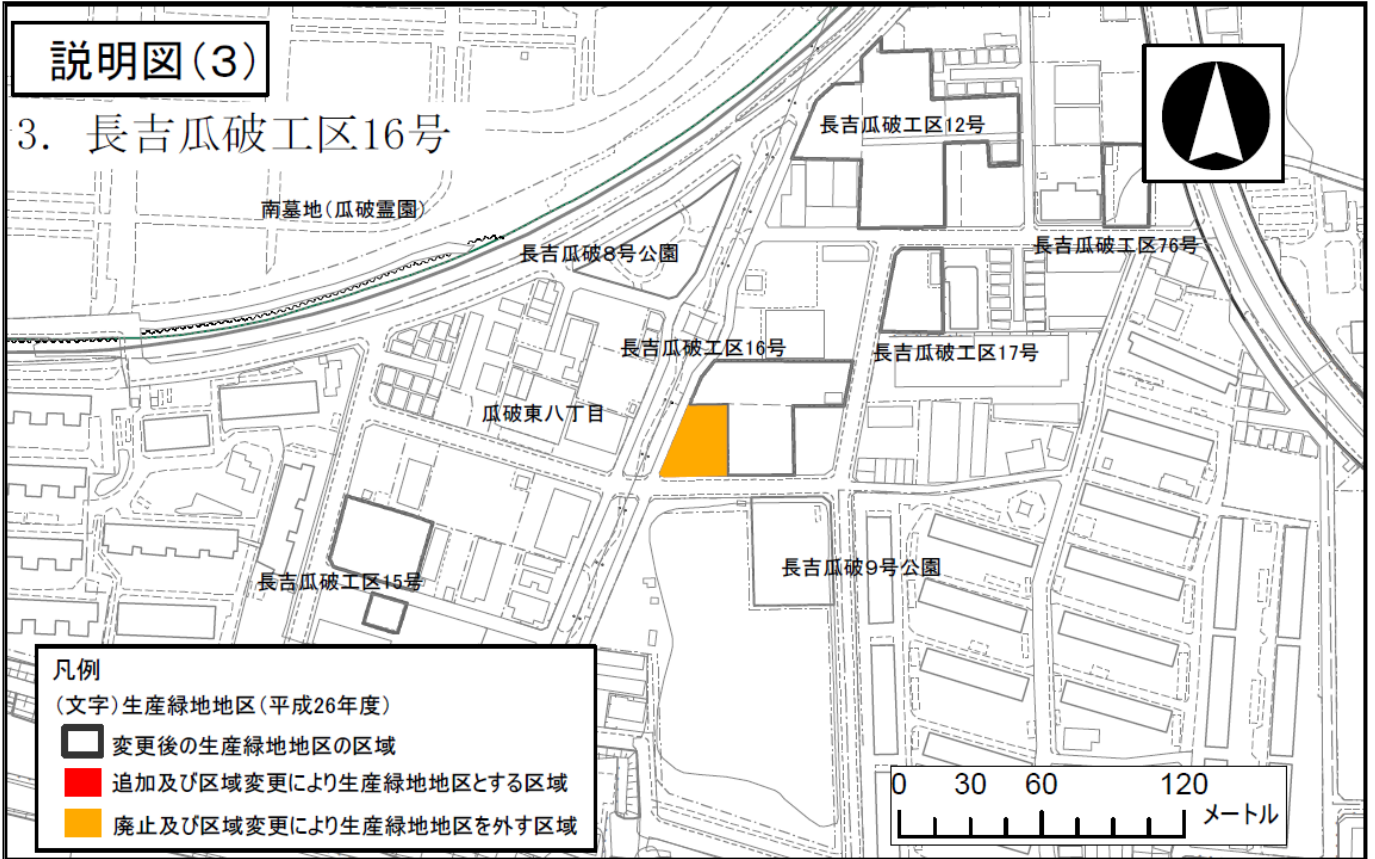 説明図(3)
3. 長吉瓜破工区16号
長吉瓜破工区12号
南墓地(瓜破霊園)
長吉瓜破8号公園
長吉瓜破工区76号
長吉瓜破工区16号
長吉瓜破工区17号
瓜破東八丁目
長吉瓜破9号公園
長吉瓜破工区15号
凡例
(文字)生産緑地地区(平成26年度)
変更後の生産緑地地区の区域
追加及び区域変更により生産緑地地区とする区域
廃止及び区域変更により生産緑地地区を外す区域
0 30 60 120
メートル